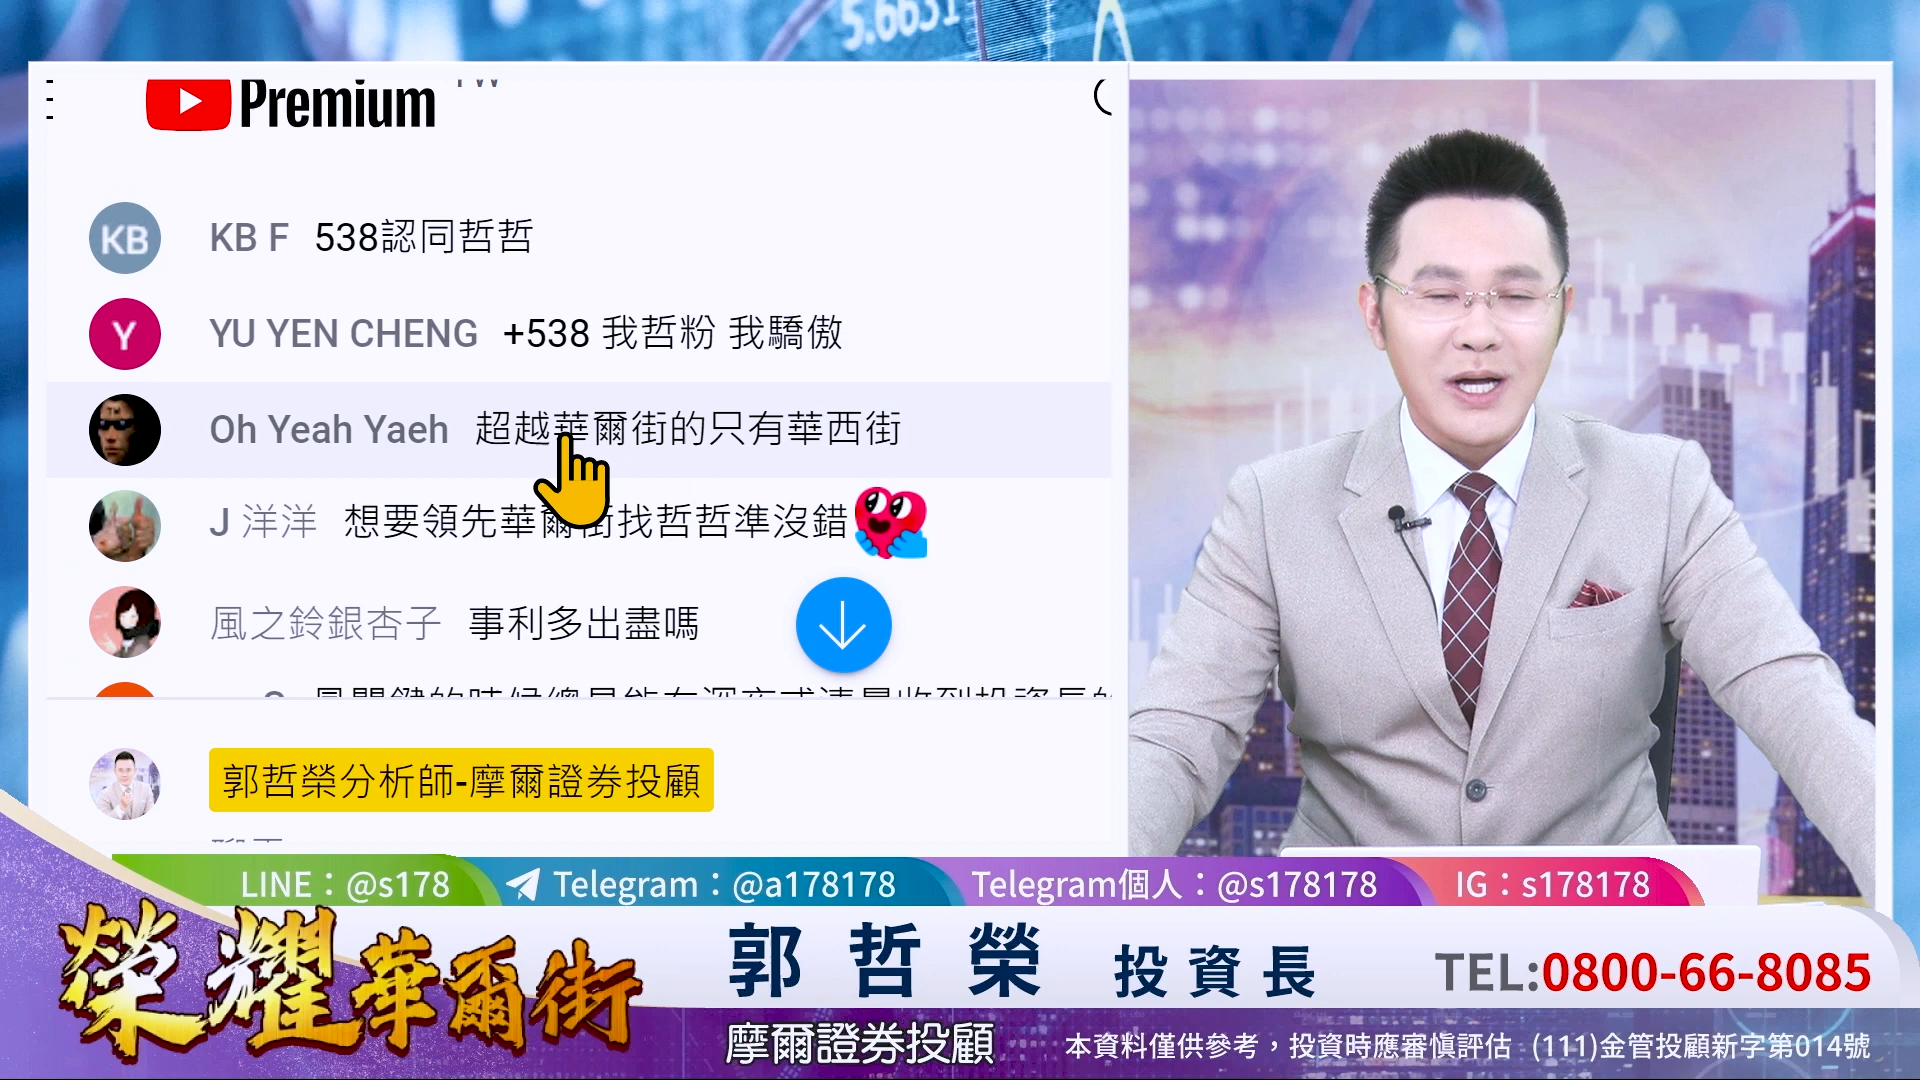 5.6631
Premium TW
KB KB F 538認同哲哲
Y YU YEN CHENG +538 我哲粉 我驕傲
Oh Yeah Yaeh 超越華爾街的只有華西街
J 洋洋 想要領先華爾街找哲哲準沒錯
風之鈴銀杏子 事利多出盡嗎
郭哲榮分析師-摩爾證券投顧
LINE：@s178
Telegram：@a178178
Telegram個人：@s178178
IG：s178178
榮耀華爾街
郭哲榮 投資長
TEL:0800-66-8085
摩爾證券投顧
本資料僅供參考，投資時應審慎評估 (111)金管投顧新字第014號